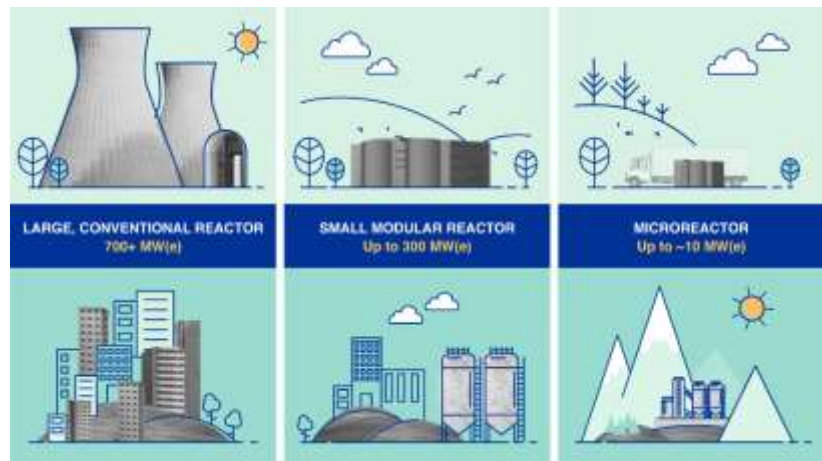 LARGE, CONVENTIONAL REACTOR
700+ MW(e)
SMALL MODULAR REACTOR
Up to 300 MW(e)
MICROREACTOR
Up to ~10 MW(e)